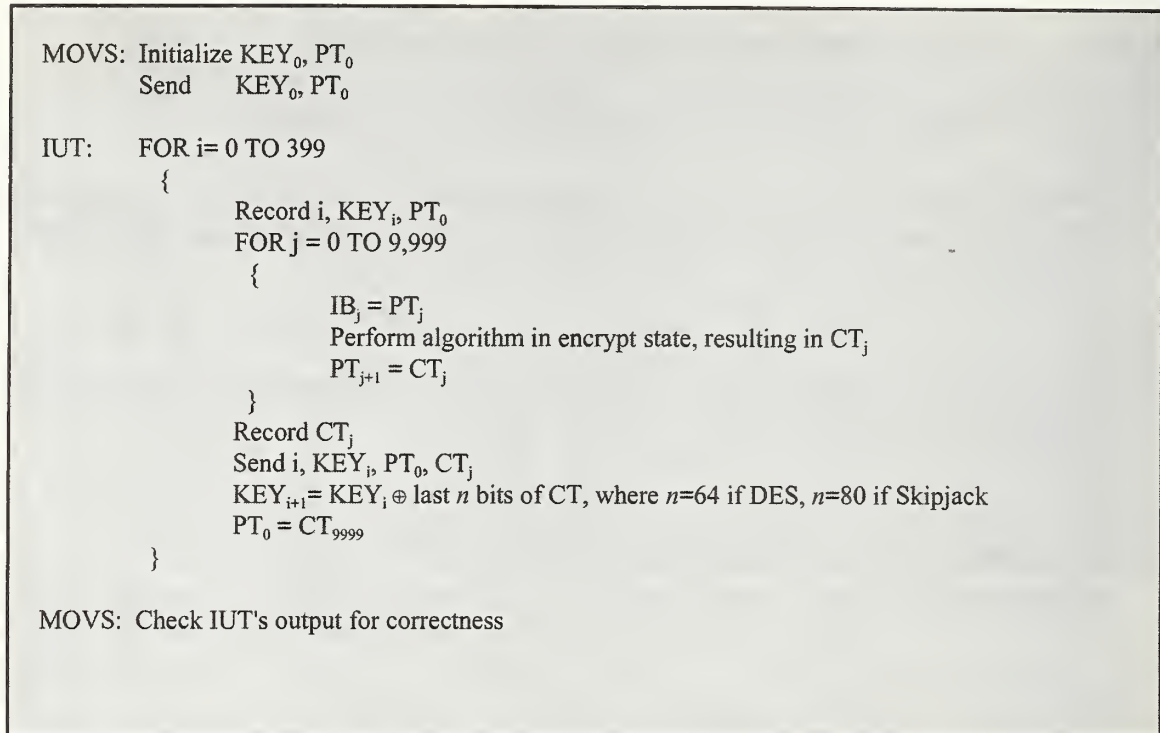 MOVS: Initialize KEY₀, PT₀
Send KEY₀, PT₀
IUT: FOR i= 0 TO 399
{
Record i, KEYᵢ, PT₀
FOR j = 0 TO 9,999
{
IBⱼ = PTⱼ
Perform algorithm in encrypt state, resulting in CTⱼ
PTⱼ₊₁ = CTⱼ
}
Record CTⱼ
Send i, KEYᵢ, PT₀, CTⱼ
KEYᵢ₊₁= KEYᵢ ⊕ last n bits of CT, where n=64 if DES, n=80 if Skipjack
PT₀ = CT₉₉₉₉
}
MOVS: Check IUT's output for correctness